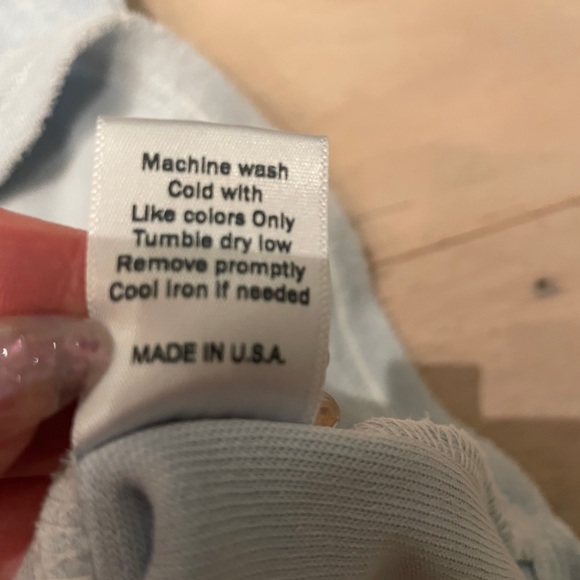 Machine wash
Cold with
Like colors Only
Tumble dry low
Remove promptly
Cool Iron if needed
MADE IN U.S.A.